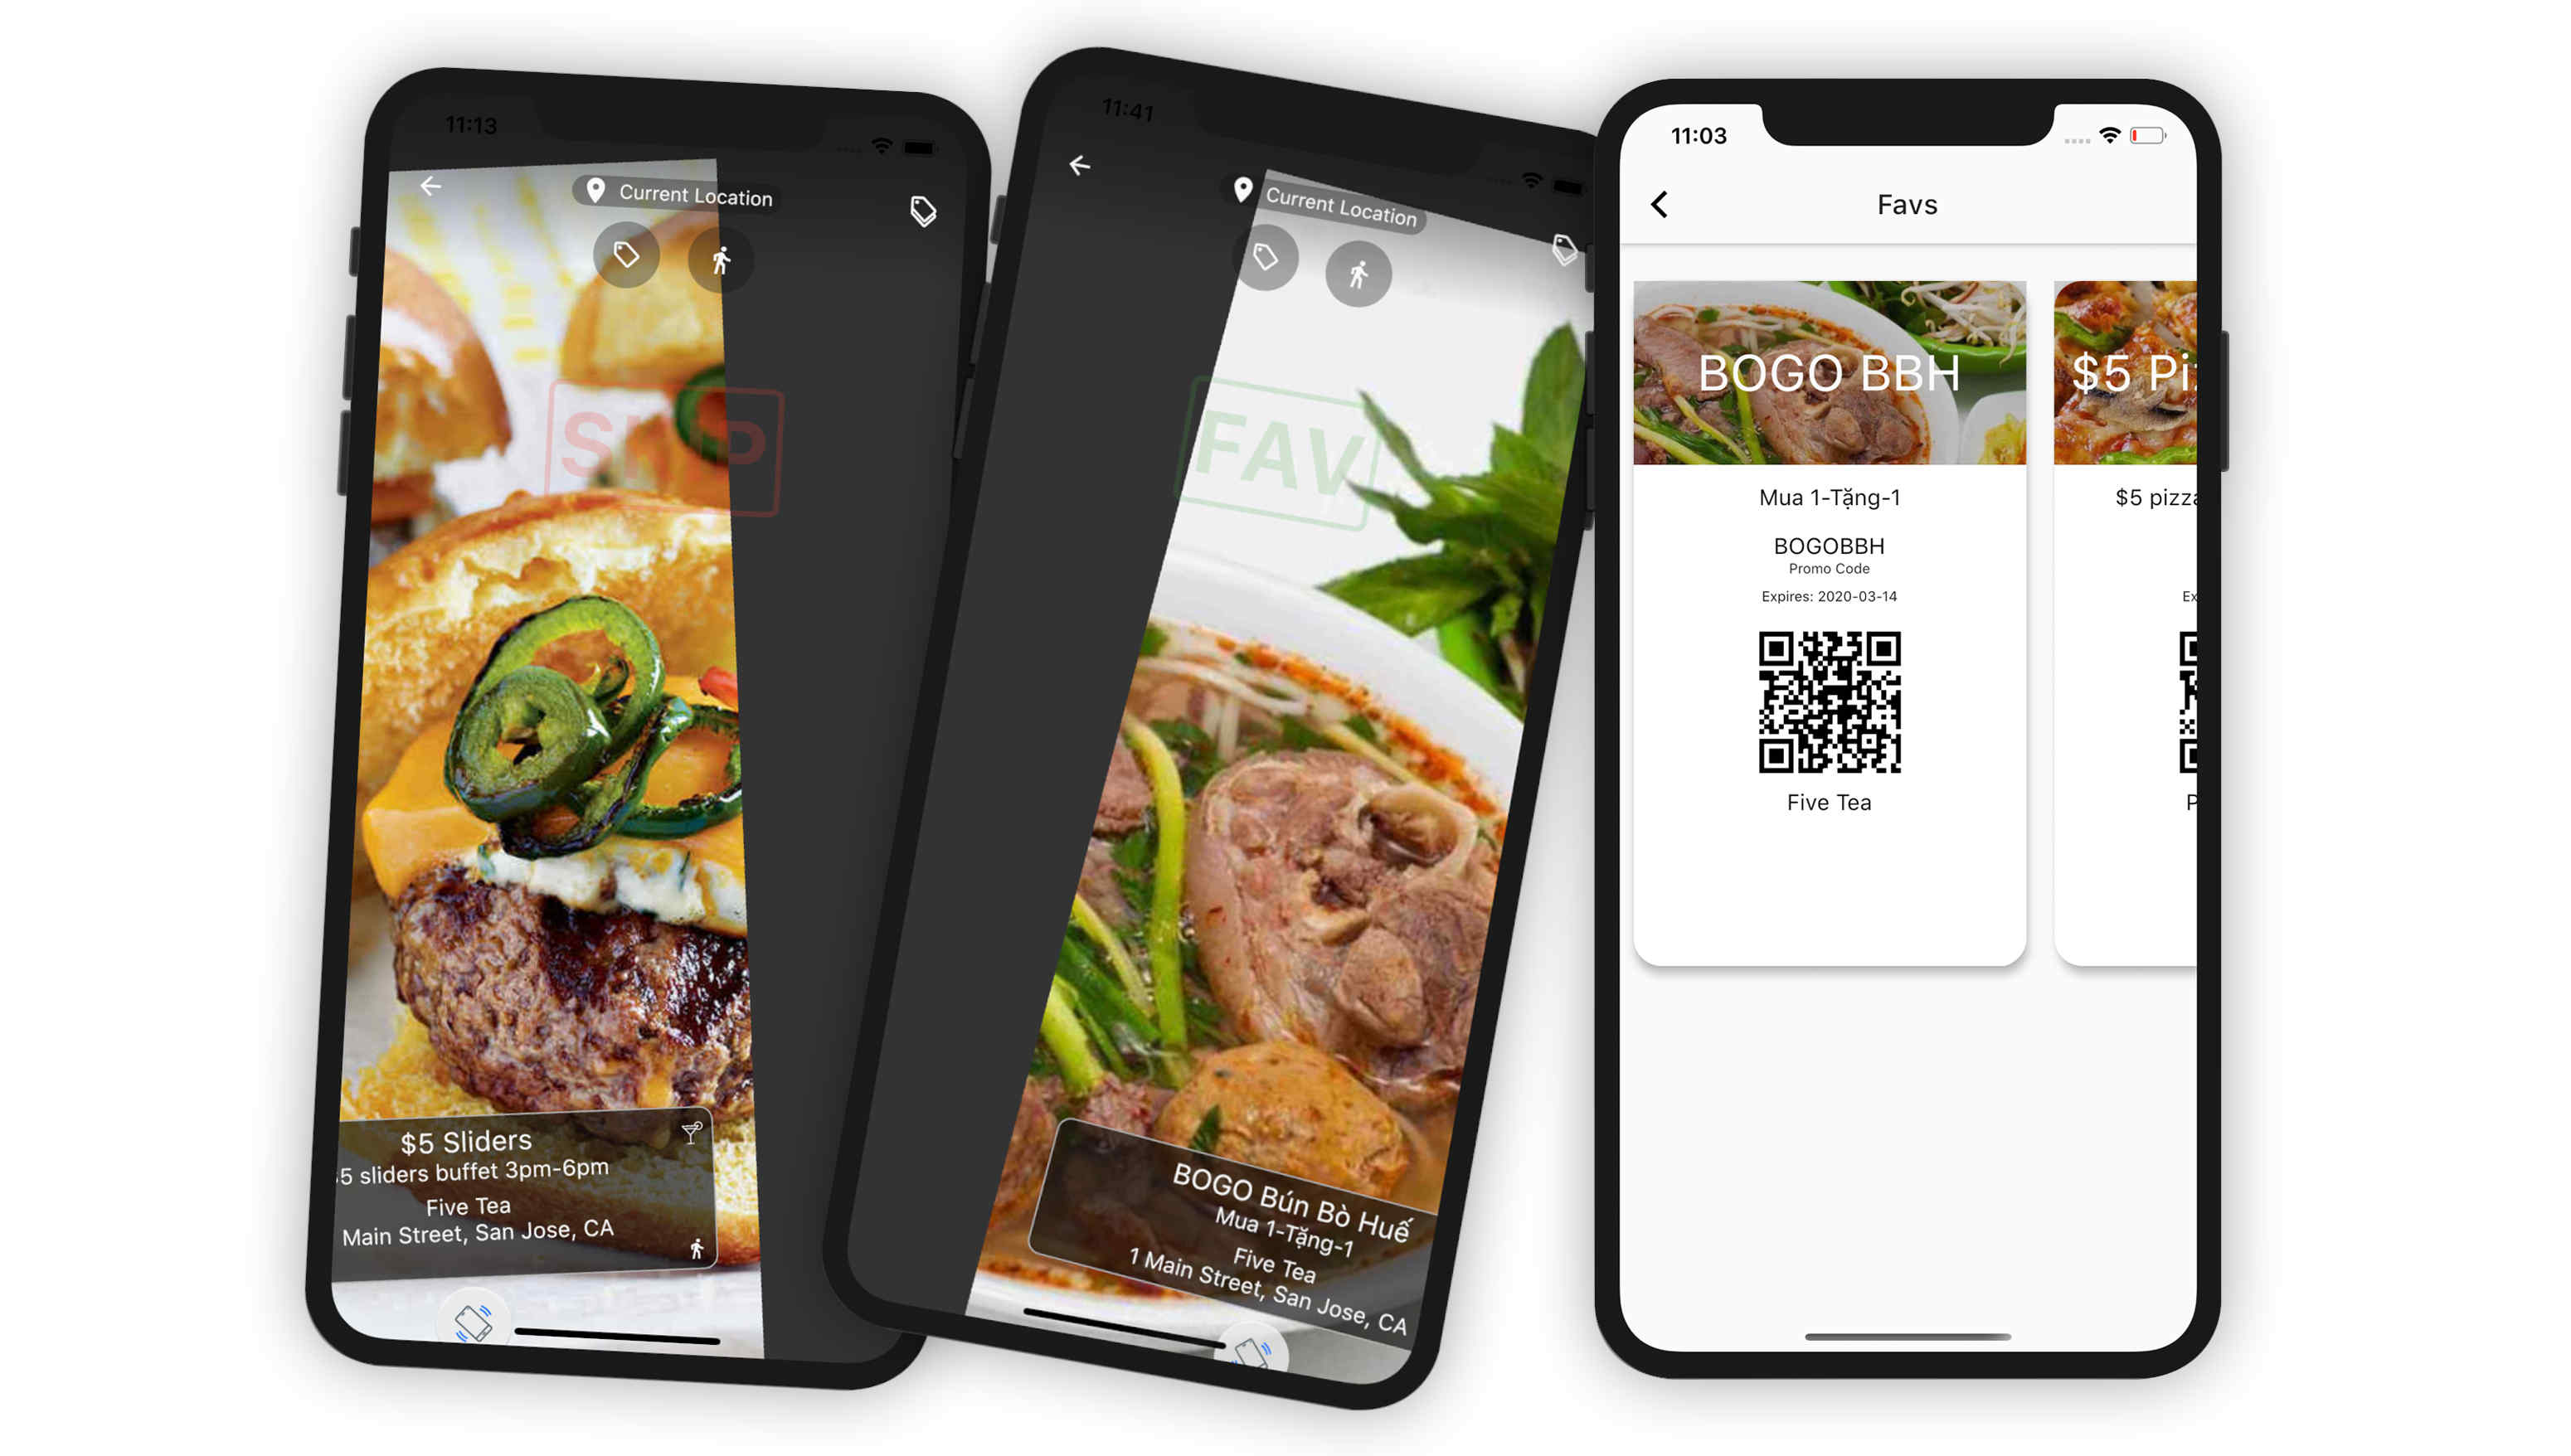 11:13
Current Location
SKIP
$5 Sliders
5 sliders buffet 3pm-6pm
Five Tea
Main Street, San Jose, CA
11:41
Current Location
FAV
BOGO Bún Bò Huế
Mua 1-Tặng-1
Five Tea
1 Main Street, San Jose, CA
11:03
Favs
BOGO BBH
Mua 1-Tặng-1
BOGOBBH
Promo Code
Expires: 2020-03-14
Five Tea
$5 Pi
$5 pizza
Ex
P